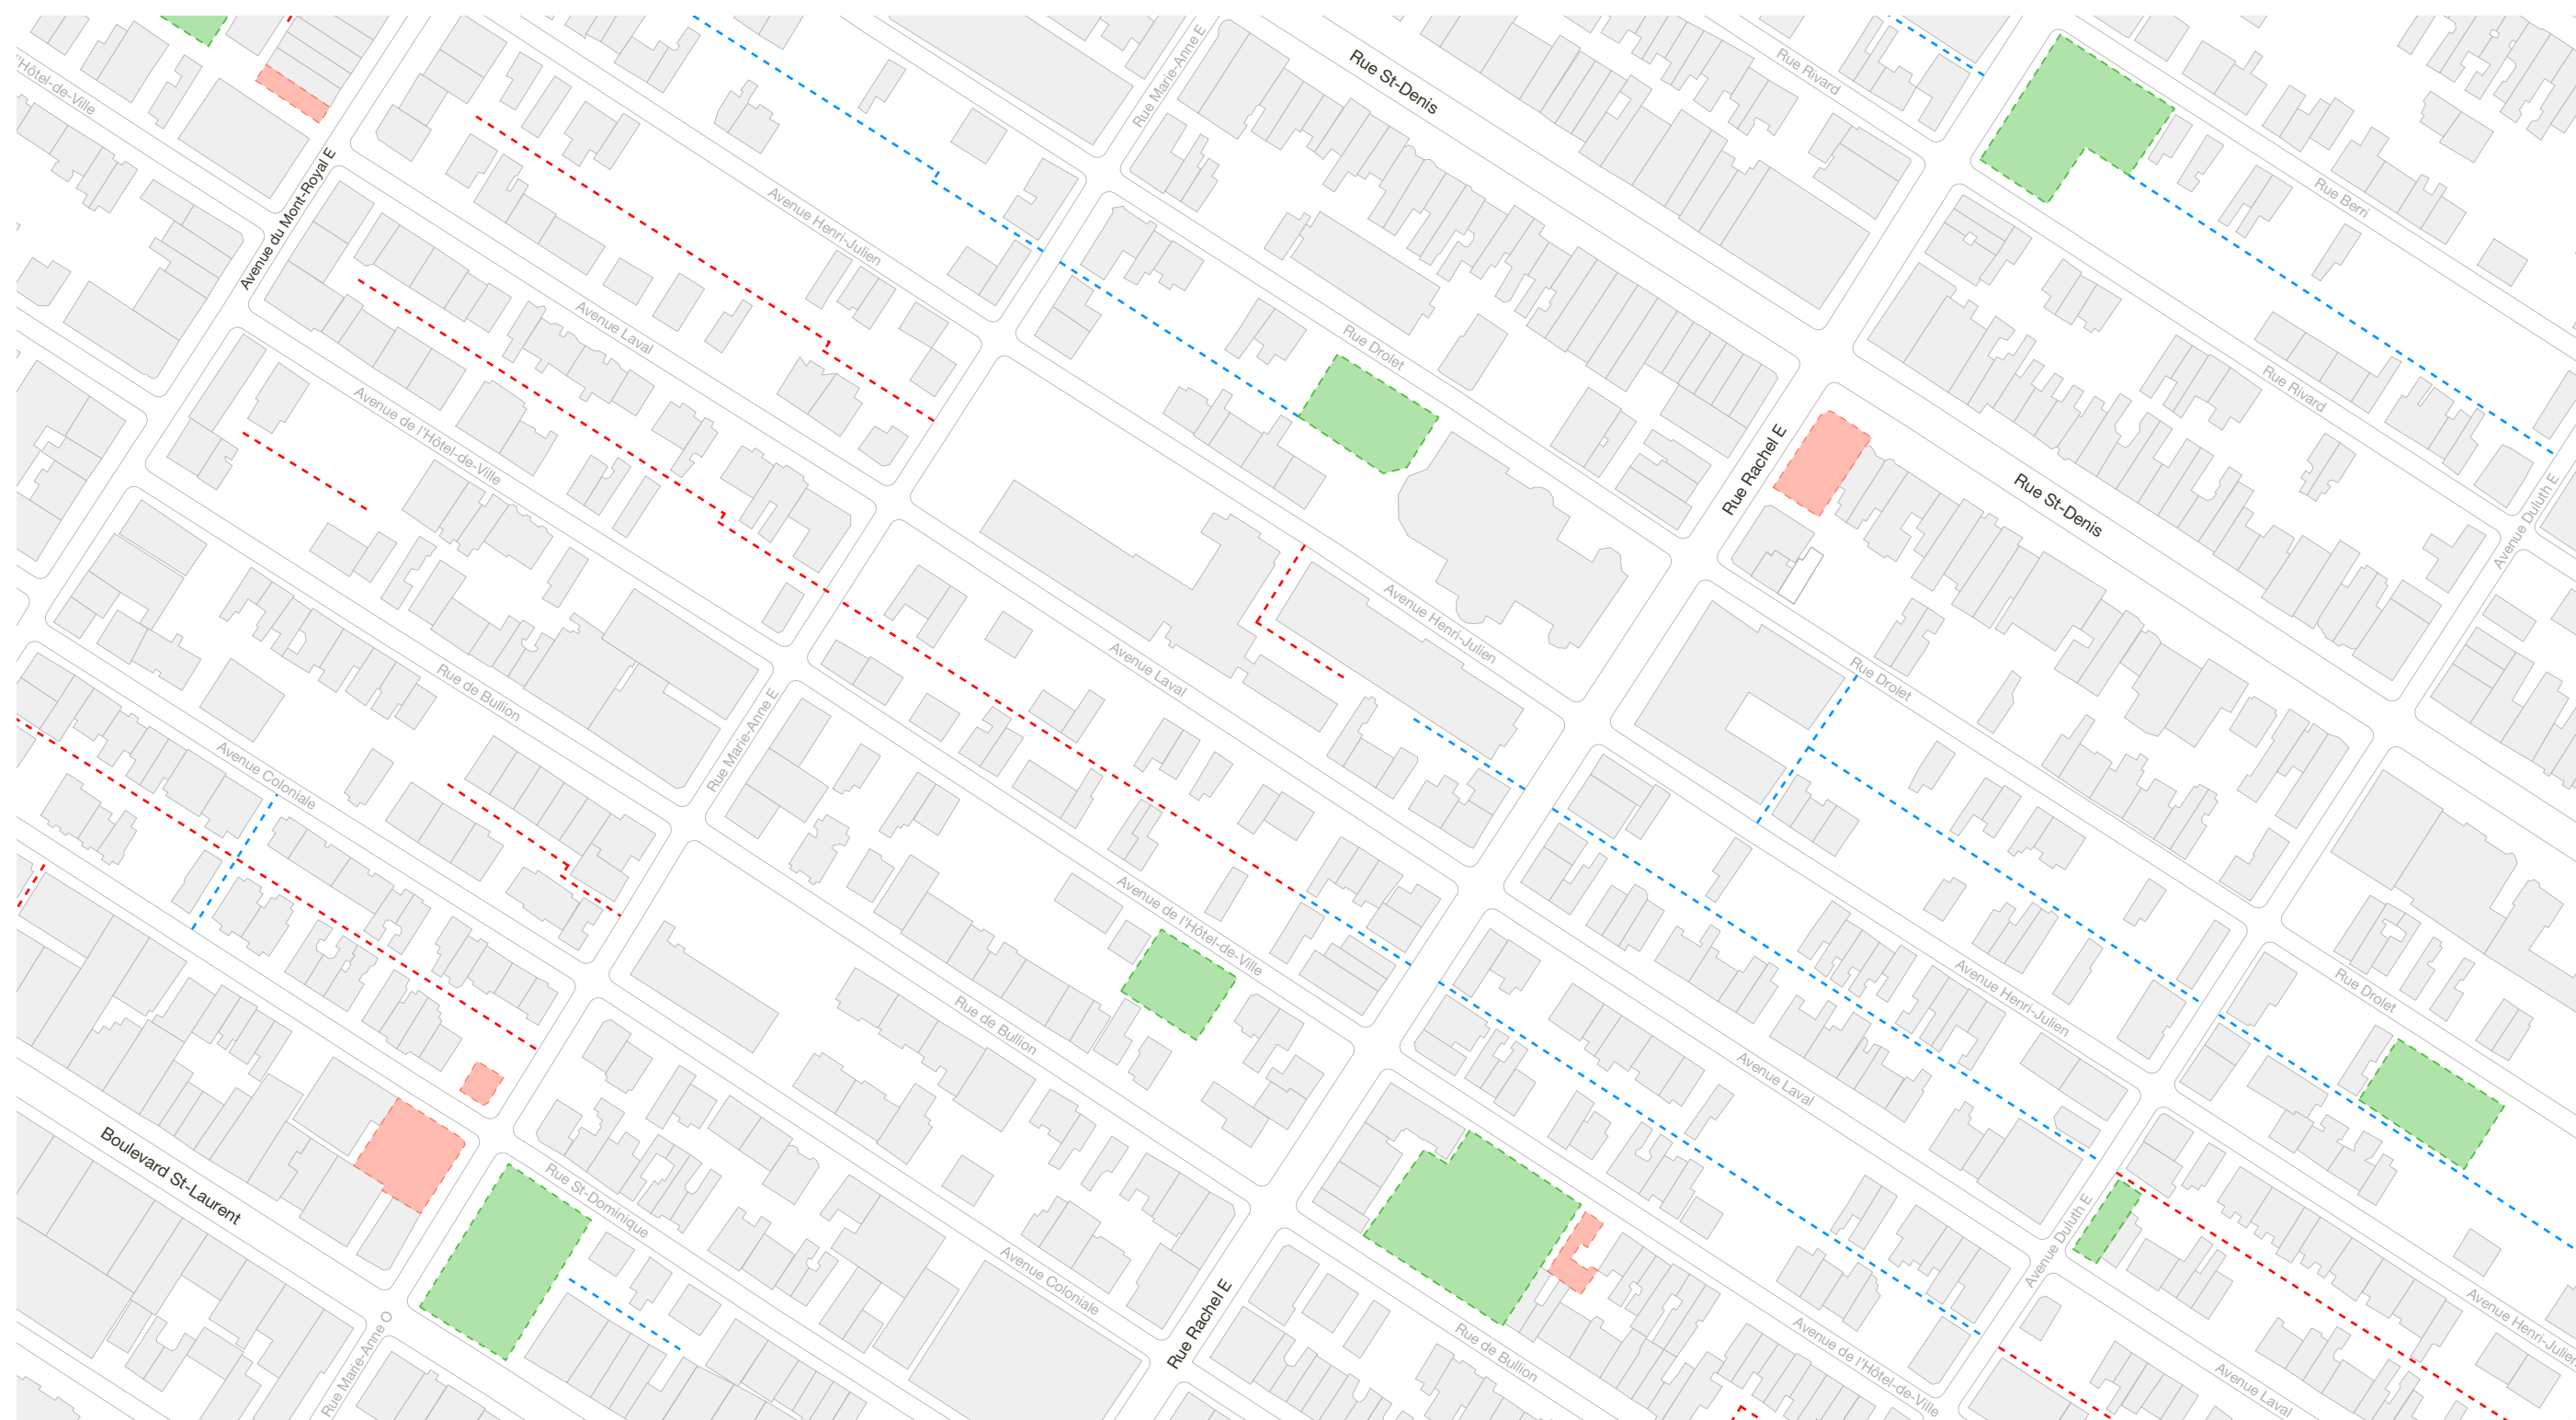 Rue Marie-Anne E
Rue St-Denis
Rue Rivard
l'Hôtel-de-Ville
Avenue du Mont-Royal E
Avenue Henri-Julien
Rue Berri
Avenue Laval
Rue Drolet
Rue Rivard
Avenue de l'Hôtel-de-Ville
Rue Rachel E
Rue St-Denis
Avenue Duluth E
Avenue Henri-Julien
Avenue Laval
Rue Drolet
Rue de Bullion
Rue Marie-Anne E
Avenue Coloniale
Avenue de l'Hôtel-de-Ville
Rue de Bullion
Avenue Henri-Julien
Rue Drolet
Avenue Laval
Boulevard St-Laurent
Rue St-Dominique
Avenue Coloniale
Rue Rachel E
Avenue Duluth E
Rue Marie-Anne O
Rue de Bullion
Avenue de l'Hôtel-de-Ville
Avenue Henri-Julien
Avenue Laval